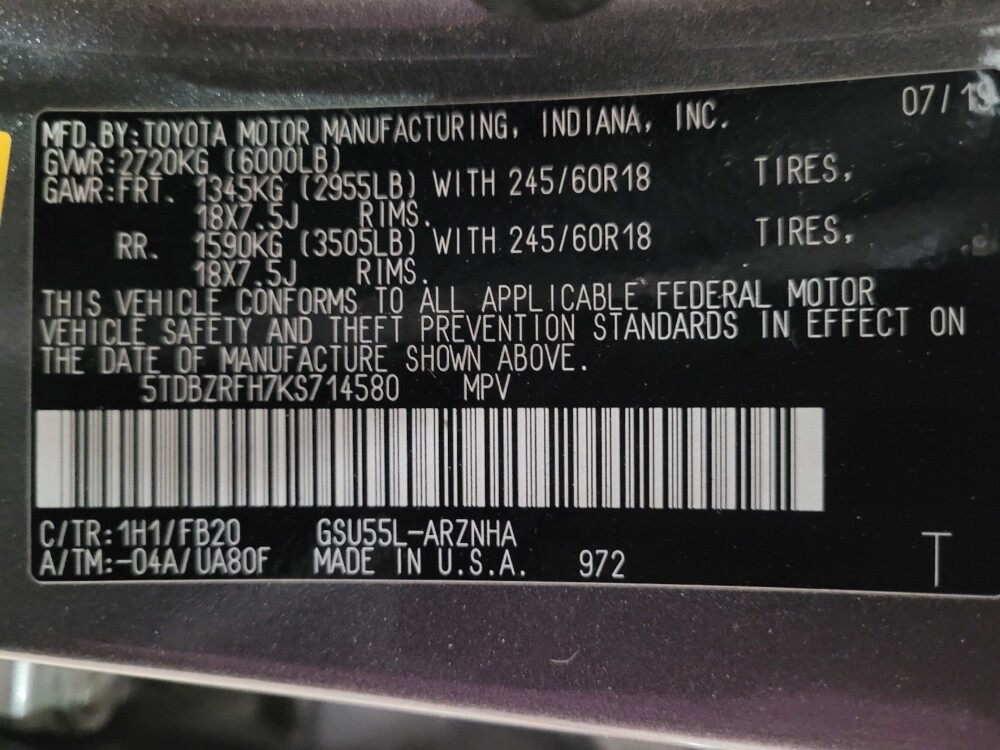 07/19
MFD.BY:TOYOTA MOTOR MANUFACTURING, INDIANA, INC.
GVWR:2720KG (6000LB)
GAWR:FRT. 1345KG (2955LB) WITH 245/60R18 TIRES,
18X7.5J RIMS.
RR. 1590KG (3505LB) WITH 245/60R18 TIRES,
18X7.5J RIMS.
THIS VEHICLE CONFORMS TO ALL APPLICABLE FEDERAL MOTOR
VEHICLE SAFETY AND THEFT PREVENTION STANDARDS IN EFFECT ON
THE DATE OF MANUFACTURE SHOWN ABOVE.
5TDBZRFH7KS714580 MPV
C/TR:1H1/FB20 GSU55L-ARZNHA
A/TM:-04A/UA80F MADE IN U.S.A. 972 T